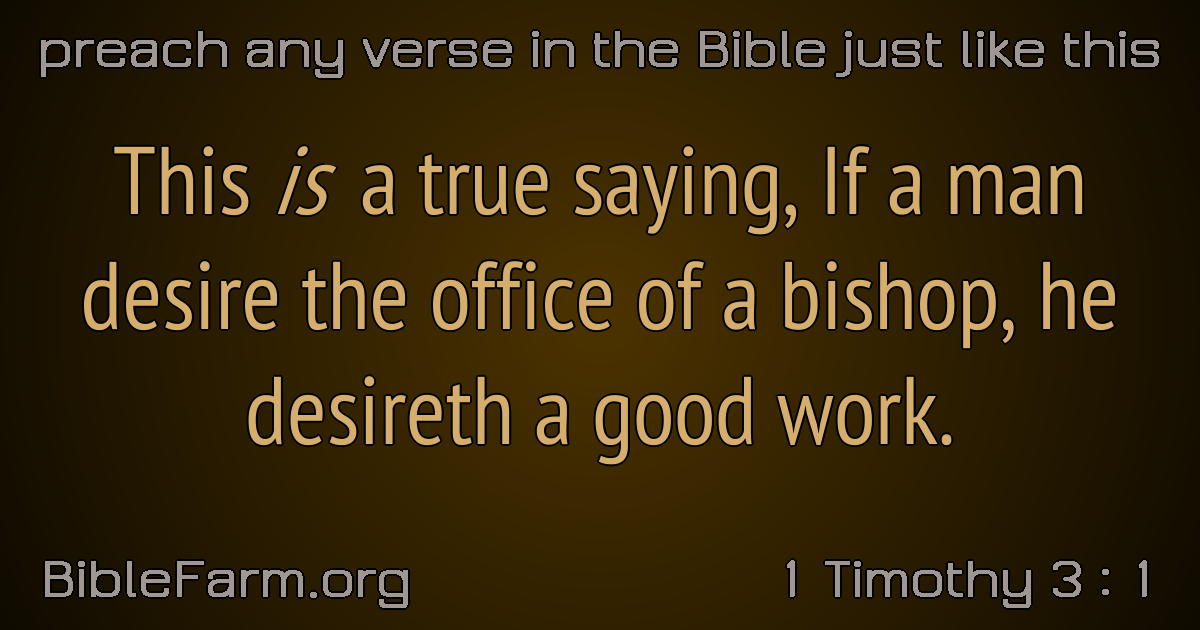 preach any verse in the Bible just like this
This is a true saying, If a man
desire the office of a bishop, he
desireth a good work.
BibleFarm.org
1 Timothy 3 : 1